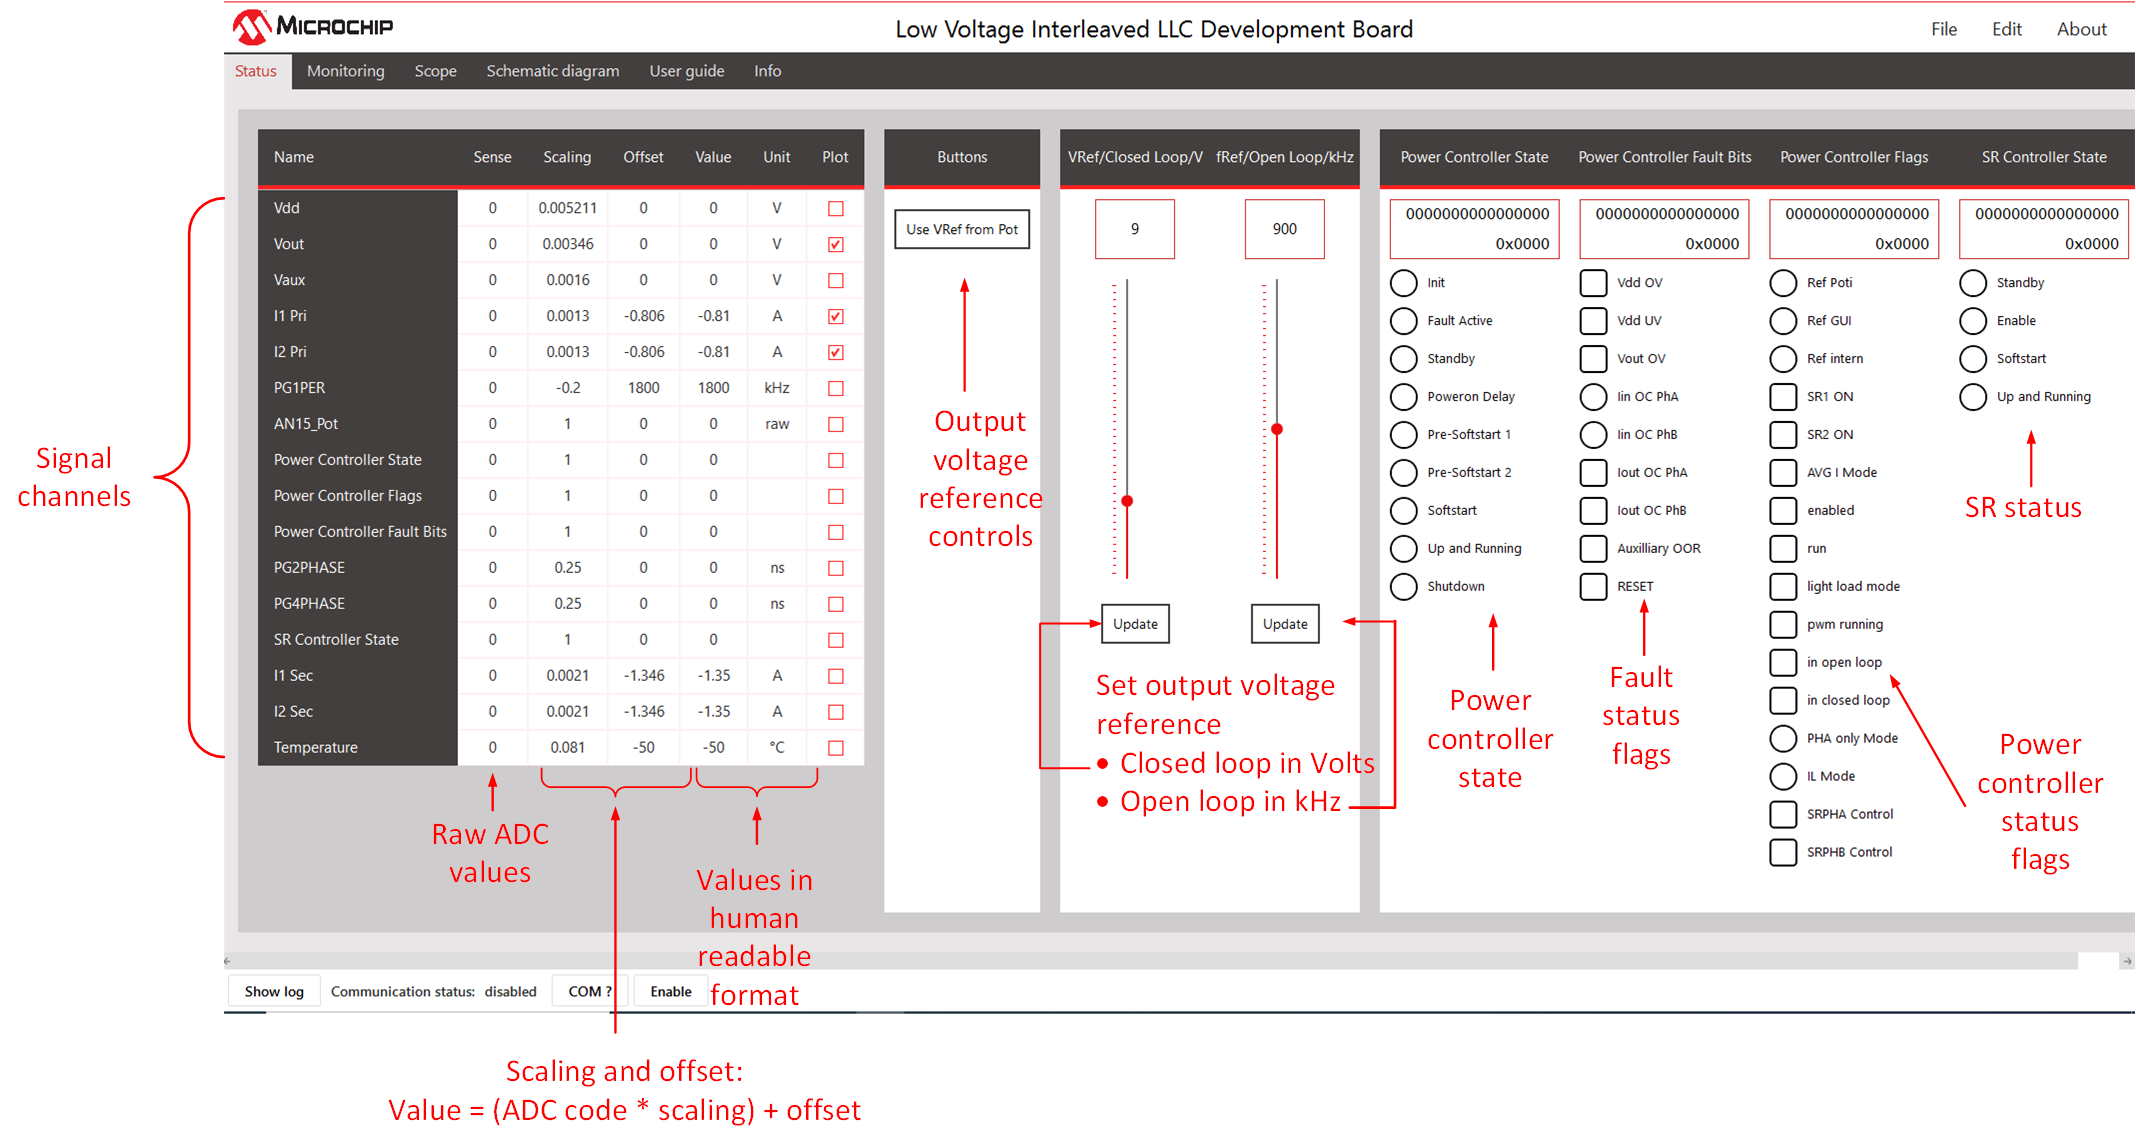 MICROCHIP
Low Voltage Interleaved LLC Development Board
File Edit About
Status Monitoring Scope Schematic diagram User guide Info
Name Sense Scaling Offset Value Unit Plot
Vdd 0 0.005211 0 0 V
Vout 0 0.00346 0 0 V
Vaux 0 0.0016 0 0 V
I1 Pri 0 0.0013 -0.806 -0.81 A
I2 Pri 0 0.0013 -0.806 -0.81 A
PG1PER 0 -0.2 1800 1800 kHz
AN15_Pot 0 1 0 0 raw
Power Controller State 0 1 0 0
Power Controller Flags 0 1 0 0
Power Controller Fault Bits 0 1 0 0
PG2PHASE 0 0.25 0 0 ns
PG4PHASE 0 0.25 0 0 ns
SR Controller State 0 1 0 0
I1 Sec 0 0.0021 -1.346 -1.35 A
I2 Sec 0 0.0021 -1.346 -1.35 A
Temperature 0 0.081 -50 -50 °C
Signal
channels
Raw ADC
values
Values in
human
readable
format
Scaling and offset:
Value = (ADC code * scaling) + offset
Buttons
Use VRef from Pot
Output
voltage
reference
controls
VRef/Closed Loop/V fRef/Open Loop/kHz
9 900
Update Update
Set output voltage
reference
• Closed loop in Volts
• Open loop in kHz
Power Controller State
0000000000000000
0x0000
Init
Fault Active
Standby
Poweron Delay
Pre-Softstart 1
Pre-Softstart 2
Softstart
Up and Running
Shutdown
Power
controller
state
Power Controller Fault Bits
0000000000000000
0x0000
Vdd OV
Vdd UV
Vout OV
Iin OC PhA
Iin OC PhB
Iout OC PhA
Iout OC PhB
Auxilliary OOR
RESET
Fault
status
flags
Power Controller Flags
0000000000000000
0x0000
Ref Poti
Ref GUI
Ref intern
SR1 ON
SR2 ON
AVG I Mode
enabled
run
light load mode
pwm running
in open loop
in closed loop
PHA only Mode
IL Mode
SRPHA Control
SRPHB Control
Power
controller
status
flags
SR Controller State
0000000000000000
0x0000
Standby
Enable
Softstart
Up and Running
SR status
Show log Communication status: disabled COM ? Enable